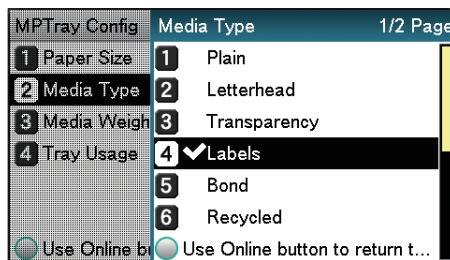 MPTray Config
1 Paper Size
2 Media Type
3 Media Weigh
4 Tray Usage
Use Online b
Media Type 1/2 Page
1 Plain
2 Letterhead
3 Transparency
4 Labels
5 Bond
6 Recycled
Use Online button to return t...